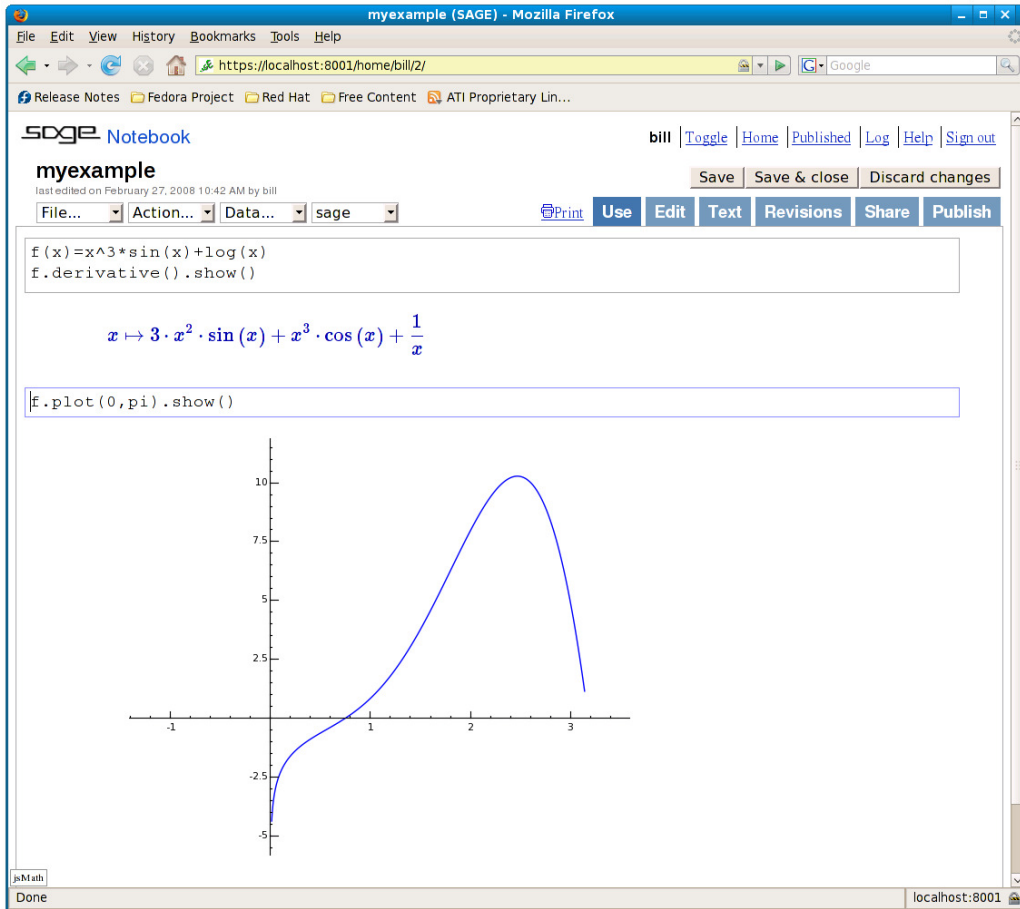 myexample (SAGE) - Mozilla Firefox
File Edit View History Bookmarks Tools Help
https://localhost:8001/home/bill/2/ G Google
Release Notes Fedora Project Red Hat Free Content ATI Proprietary Lin...
sage Notebook bill Toggle Home Published Log Help Sign out
myexample Save Save & close Discard changes
last edited on February 27, 2008 10:42 AM by bill
File... Action... Data... sage Print Use Edit Text Revisions Share Publish
f(x)=x^3*sin(x)+log(x)
f.derivative().show()
x ↦ 3 · x² · sin (x) + x³ · cos (x) + 1/x
f.plot(0,pi).show()
10
7.5
5
2.5
-1 1 2 3
-2.5
-5
jsMath
Done localhost:8001